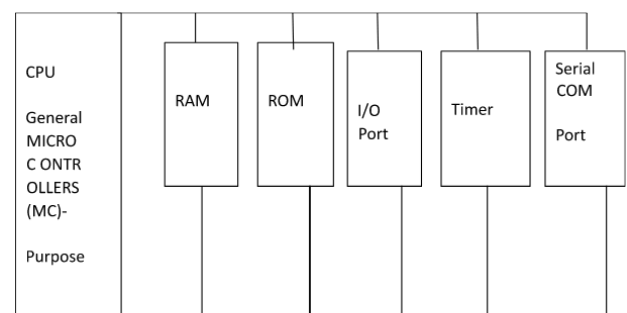 CPU
General
MICRO
C ONTR
OLLERS
(MC)-
Purpose
RAM
ROM
I/O
Port
Timer
Serial
COM
Port